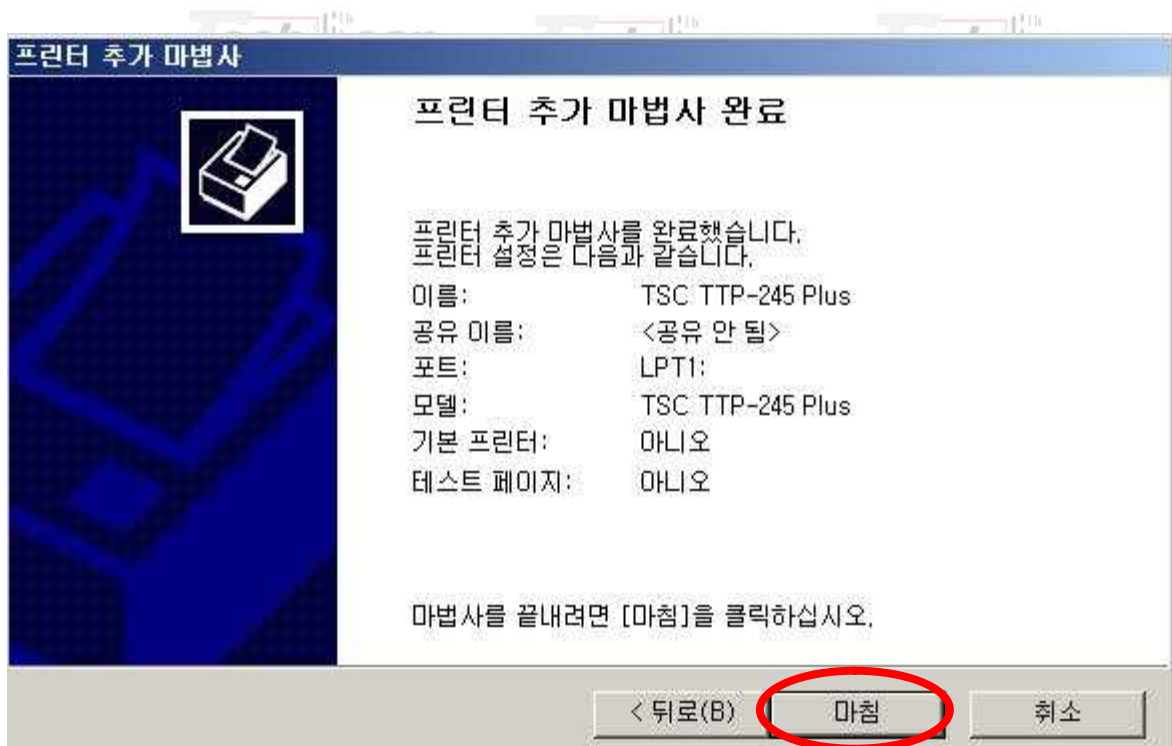 프린터 추가 마법사
프린터 추가 마법사 완료
프린터 추가 마법사를 완료했습니다.
프린터 설정은 다음과 같습니다.
이름: TSC TTP-245 Plus
공유 이름: <공유 안 됨>
포트: LPT1:
모델: TSC TTP-245 Plus
기본 프린터: 아니오
테스트 페이지: 아니오
마법사를 끝내려면 [마침]을 클릭하십시오.
< 뒤로(B) 마침 취소